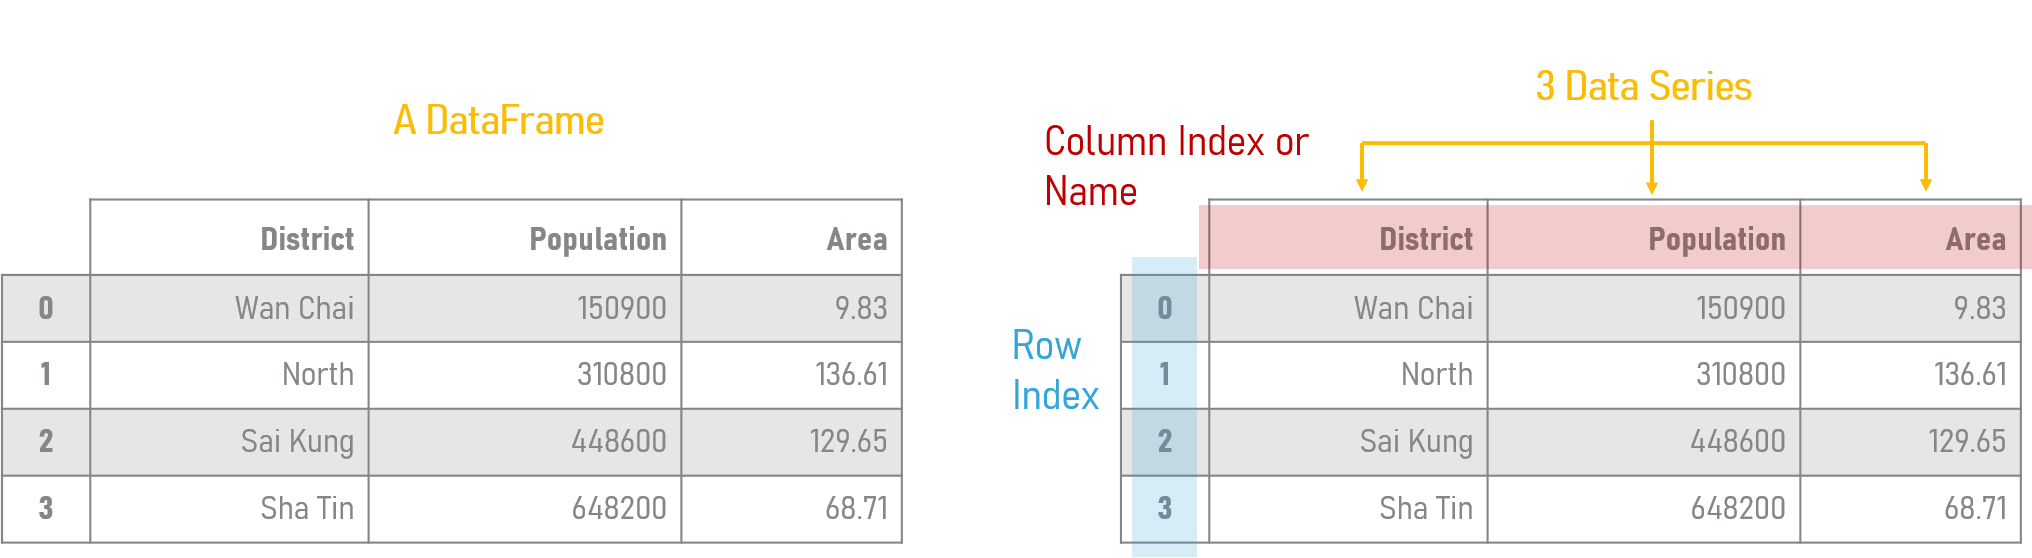 A DataFrame
District Population Area
0 Wan Chai 150900 9.83
1 North 310800 136.61
2 Sai Kung 448600 129.65
3 Sha Tin 648200 68.71
3 Data Series
Column Index or
Name
District Population Area
Row
Index
0 Wan Chai 150900 9.83
1 North 310800 136.61
2 Sai Kung 448600 129.65
3 Sha Tin 648200 68.71